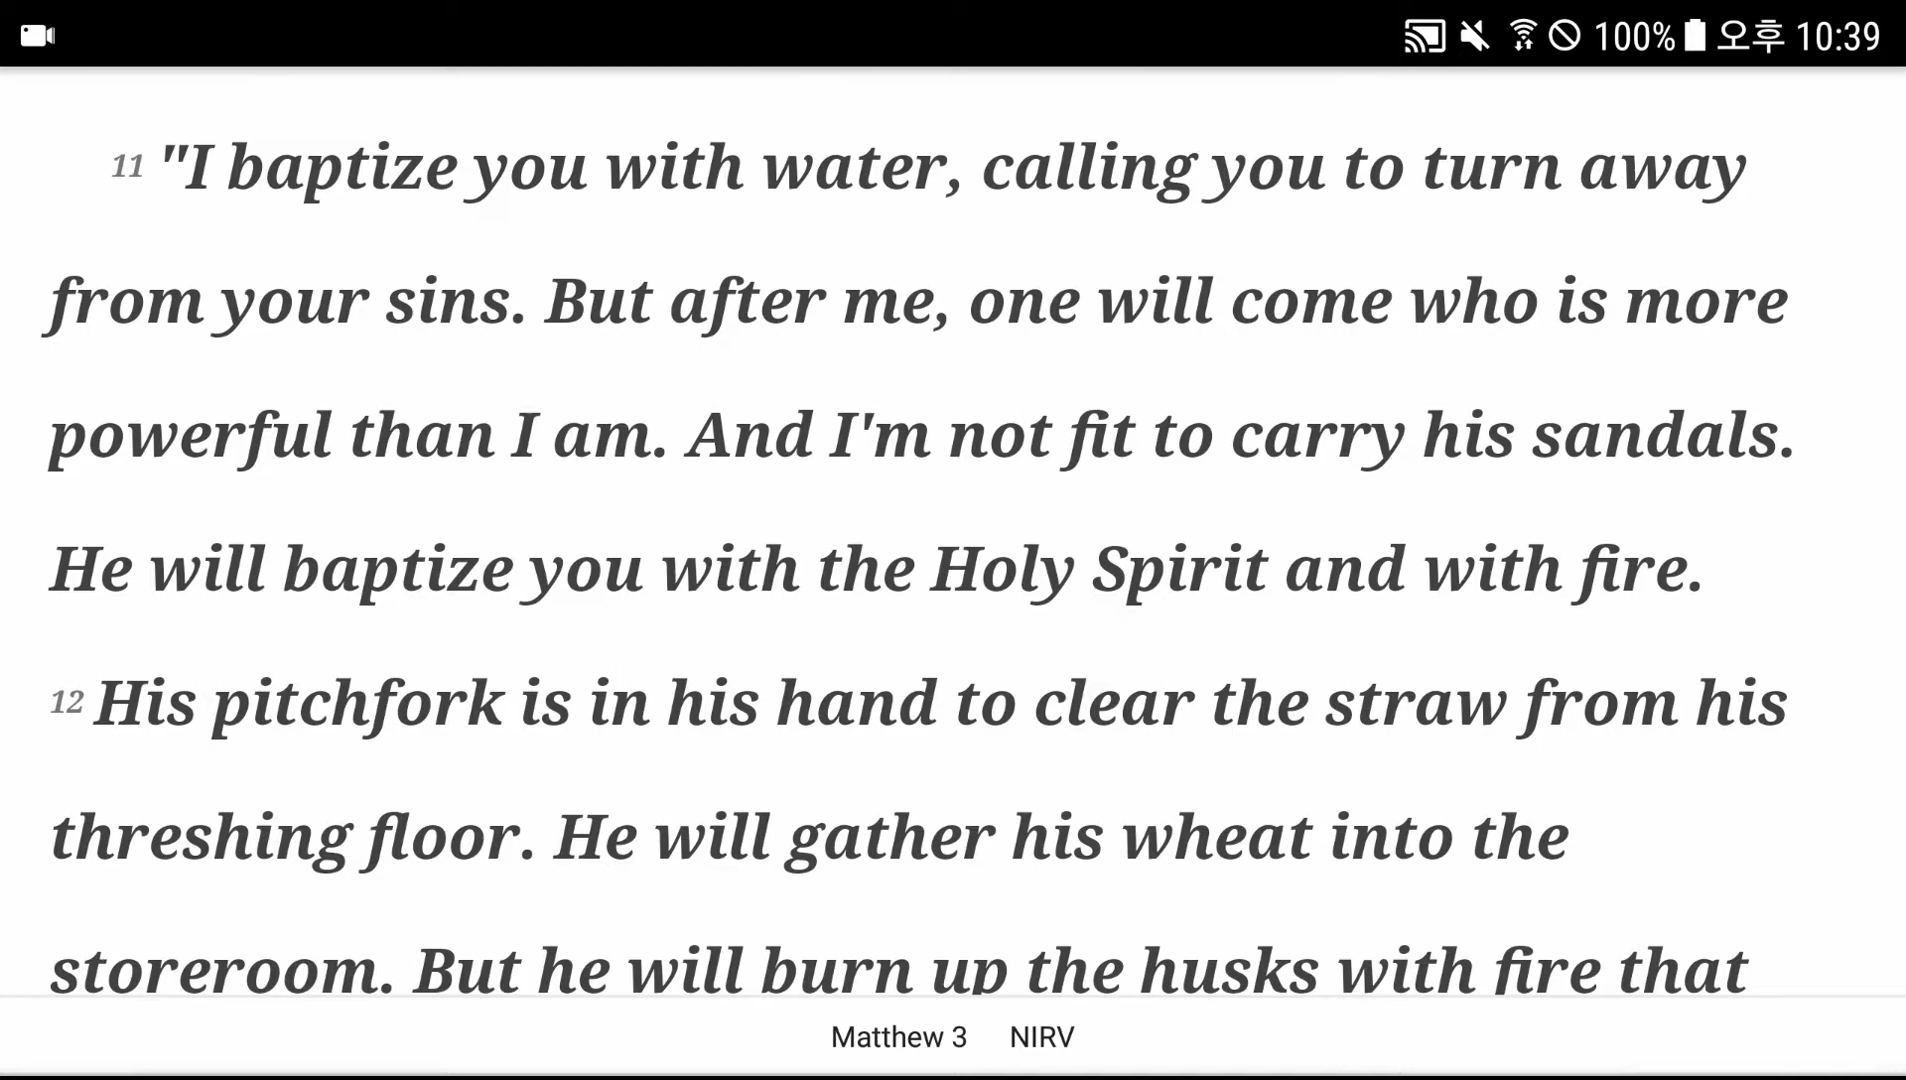 100% 오후 10:39
11 "I baptize you with water, calling you to turn away
from your sins. But after me, one will come who is more
powerful than I am. And I'm not fit to carry his sandals.
He will baptize you with the Holy Spirit and with fire.
12 His pitchfork is in his hand to clear the straw from his
threshing floor. He will gather his wheat into the
storeroom. But he will burn up the husks with fire that
Matthew 3 NIRV